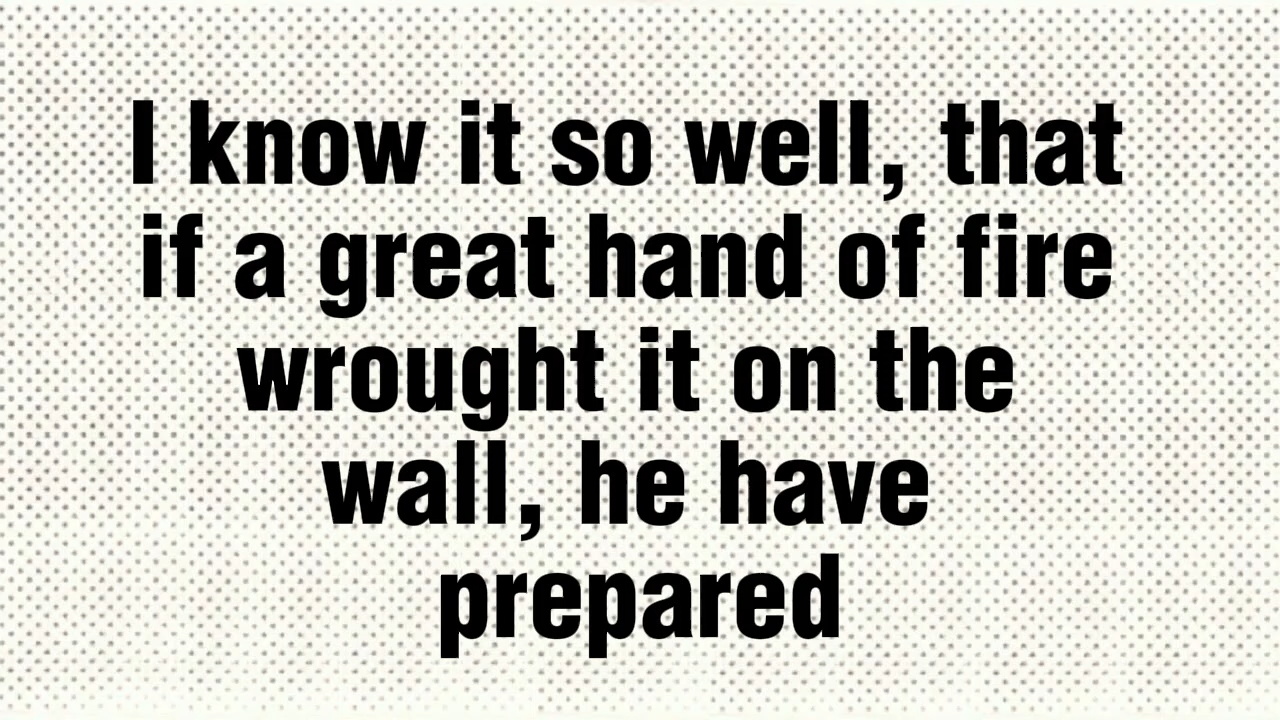 I know it so well, that
if a great hand of fire
wrought it on the
wall, he have
prepared